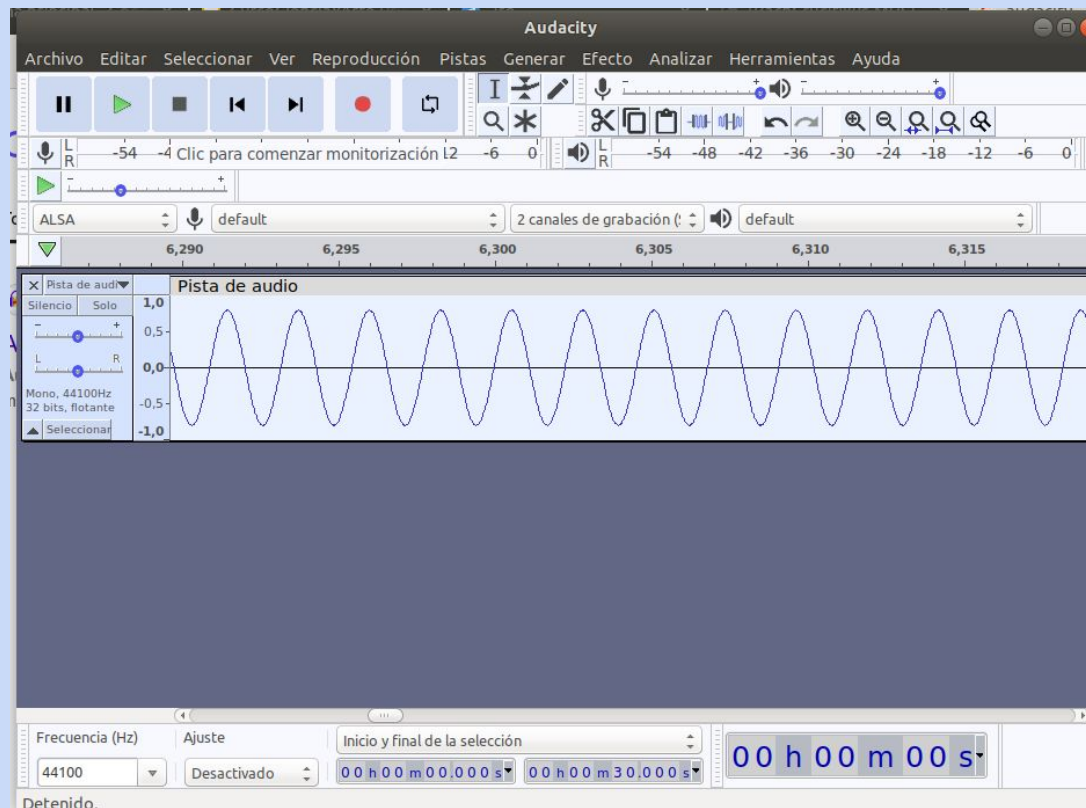 Audacity
Archivo Editar Seleccionar Ver Reproducción Pistas Generar Efecto Analizar Herramientas Ayuda
L
R
-54 -4 Clic para comenzar monitorización 12 -6 0
L
R
-54 -48 -42 -36 -30 -24 -18 -12 -6 0
ALSA default 2 canales de grabación (: default
6,290 6,295 6,300 6,305 6,310 6,315
Pista de audi Pista de audio
Silencio Solo 1,0
- + 0,5
L R 0,0
Mono, 44100Hz
32 bits, flotante -0,5
Seleccionar -1,0
Frecuencia (Hz) Ajuste Inicio y final de la selección
44100 Desactivado 00 h 00 m 00.000 s 00 h 00 m 30.000 s
00 h 00 m 00 s
Detenido.